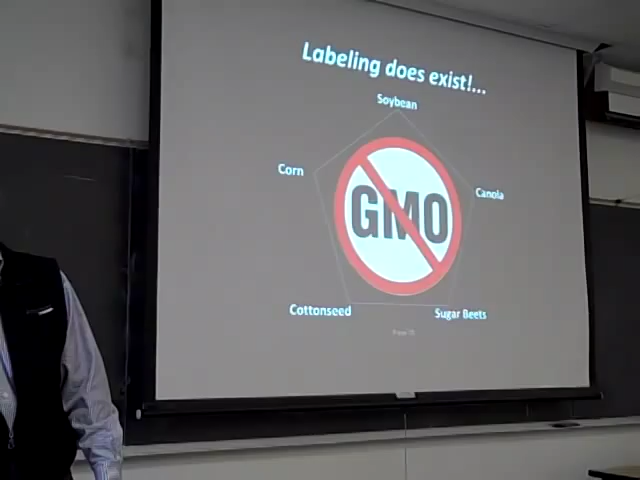 Labeling does exist!...
Soybean
Corn
Canola
GMO
Cottonseed
Sugar Beets